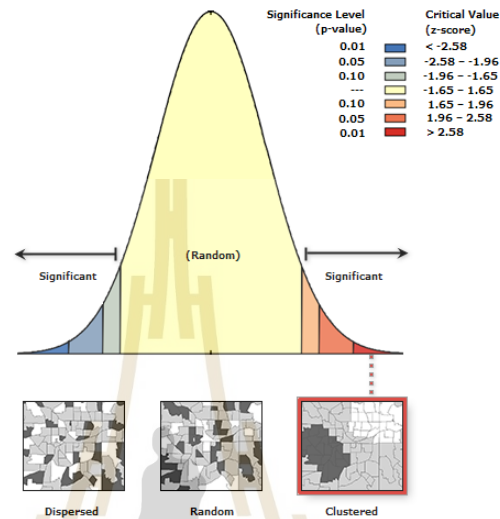 Significance Level Critical Value
(p-value) (z-score)
0.01 < -2.58
0.05 -2.58 – -1.96
0.10 -1.96 – -1.65
--- -1.65 – 1.65
0.10 1.65 – 1.96
0.05 1.96 – 2.58
0.01 > 2.58
(Random)
Significant Significant
Dispersed Random Clustered